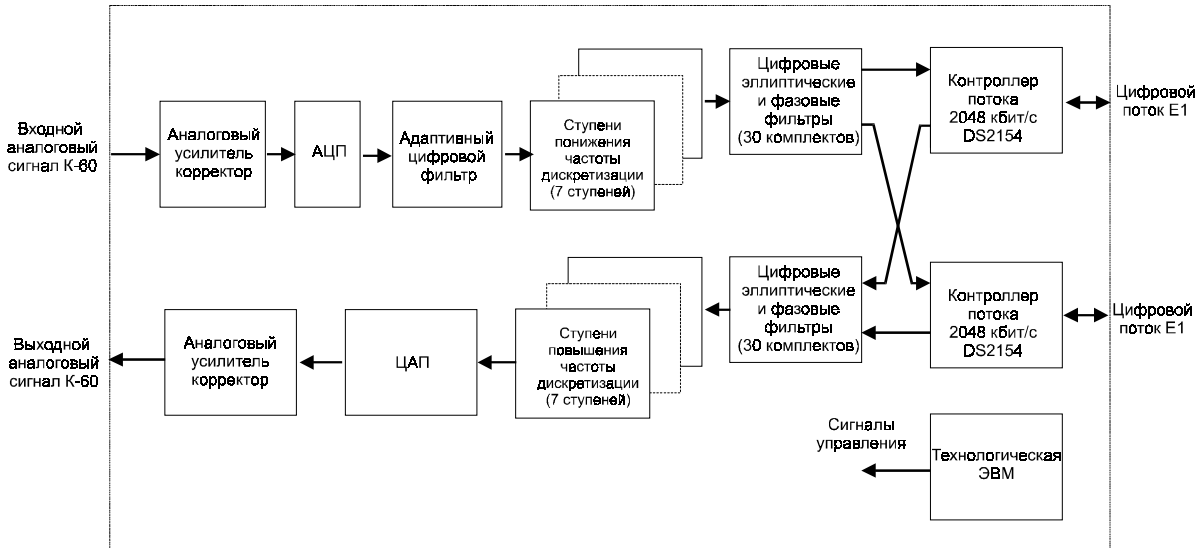 Входной
аналоговый
сигнал К-60
Аналоговый
усилитель
корректор
АЦП
Адаптивный
цифровой
фильтр
Ступени
понижения
частоты
дискретизации
(7 ступеней)
Цифровые
эллиптические
и фазовые
фильтры
(30 комплектов)
Контроллер
потока
2048 кбит/с
DS2154
Цифровой
поток Е1
Выходной
аналоговый
сигнал К-60
Аналоговый
усилитель
корректор
ЦАП
Ступени
повышения
частоты
дискретизации
(7 ступеней)
Цифровые
эллиптические
и фазовые
фильтры
(30 комплектов)
Контроллер
потока
2048 кбит/с
DS2154
Цифровой
поток Е1
Сигналы
управления
Технологическая
ЭВМ